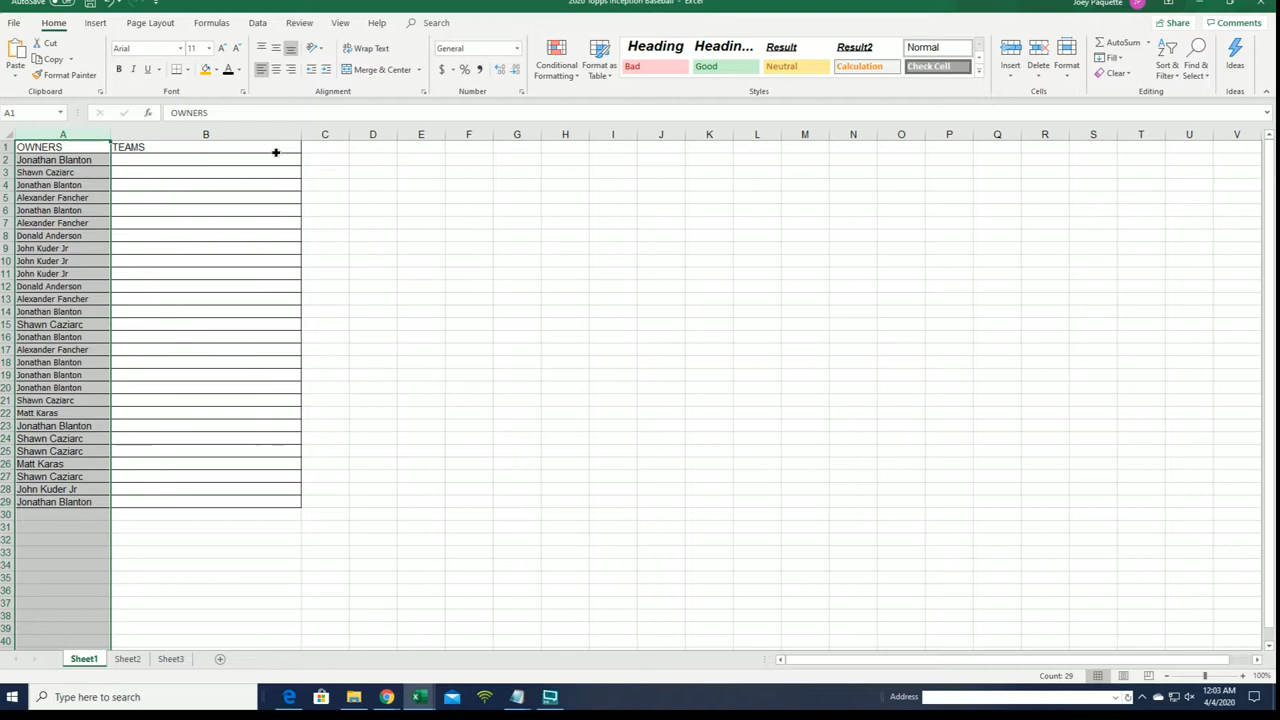 AutoSave
2020 Topps Inception Baseball - Excel
Joey Paquette
File Home Insert Page Layout Formulas Data Review View Help Search
Share Comments
Paste Cut Copy Format Painter
Clipboard
Arial 11
B I U
Font
Wrap Text
Merge & Center
Alignment
General
$ % ,
Number
Conditional Formatting Format as Table
Heading Headin... Result Result2 Normal
Bad Good Neutral Calculation Check Cell
Styles
Insert Delete Format
Cells
AutoSum Fill Clear Sort & Filter Find & Select
Editing
Ideas
Ideas
A1 OWNERS
A B C D E F G H I J K L M N O P Q R S T U V
1 OWNERS TEAMS
2 Jonathan Blanton
3 Shawn Caziarc
4 Jonathan Blanton
5 Alexander Fancher
6 Jonathan Blanton
7 Alexander Fancher
8 Donald Anderson
9 John Kuder Jr
10 John Kuder Jr
11 John Kuder Jr
12 Donald Anderson
13 Alexander Fancher
14 Jonathan Blanton
15 Shawn Caziarc
16 Jonathan Blanton
17 Alexander Fancher
18 Jonathan Blanton
19 Jonathan Blanton
20 Jonathan Blanton
21 Shawn Caziarc
22 Matt Karas
23 Jonathan Blanton
24 Shawn Caziarc
25 Shawn Caziarc
26 Matt Karas
27 Shawn Caziarc
28 John Kuder Jr
29 Jonathan Blanton
30
31
32
33
34
35
36
37
38
39
40
Sheet1 Sheet2 Sheet3
Count: 29 100%
Type here to search
Address
12:03 AM
4/4/2020